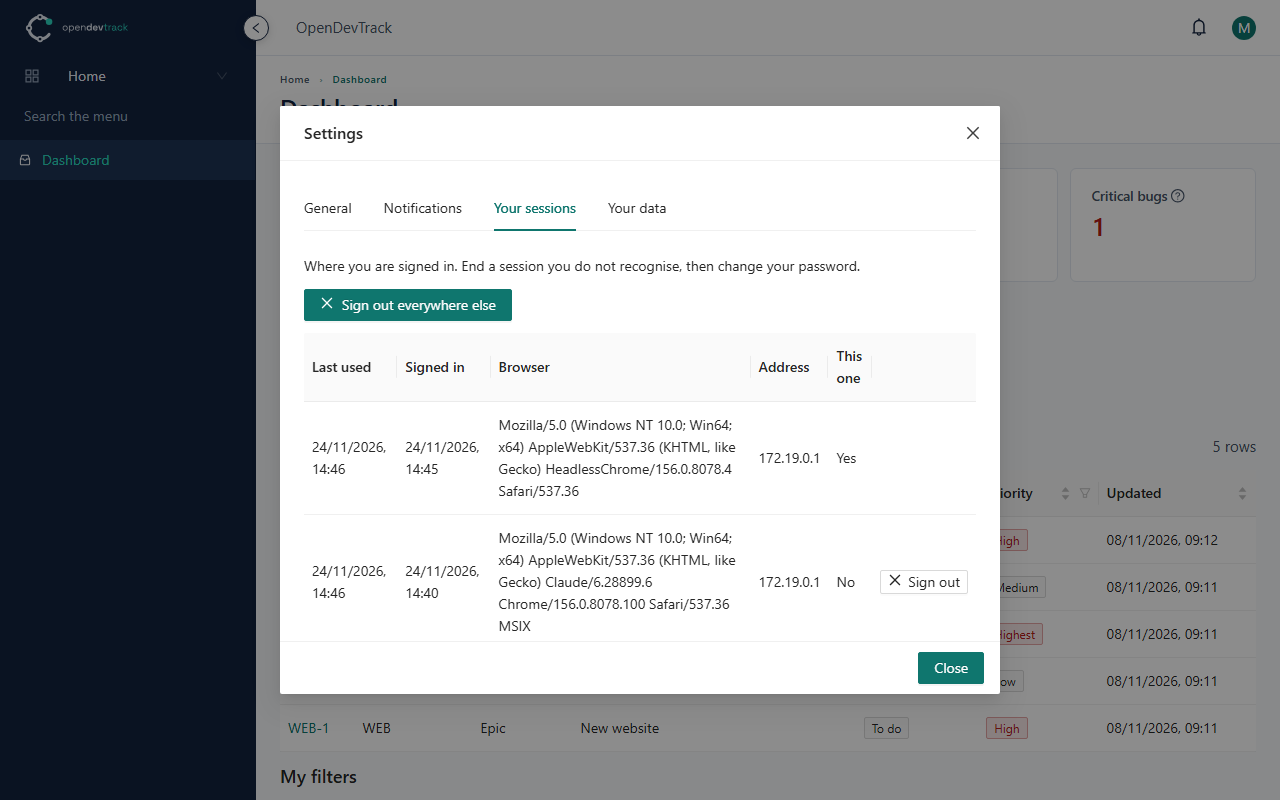 opendevtrack
OpenDevTrack
M
Home
Search the menu
Dashboard
Home › Dashboard
Dashboard
Critical bugs
1
Settings
General Notifications Your sessions Your data
Where you are signed in. End a session you do not recognise, then change your password.
Sign out everywhere else
Last used Signed in Browser Address This one
24/11/2026, 14:46
24/11/2026, 14:45
Mozilla/5.0 (Windows NT 10.0; Win64;
x64) AppleWebKit/537.36 (KHTML, like
Gecko) HeadlessChrome/156.0.8078.4
Safari/537.36
172.19.0.1
Yes
24/11/2026, 14:46
24/11/2026, 14:40
Mozilla/5.0 (Windows NT 10.0; Win64;
x64) AppleWebKit/537.36 (KHTML, like
Gecko) Claude/6.28899.6
Chrome/156.0.8078.100 Safari/537.36
MSIX
172.19.0.1
No
Sign out
Close
5 rows
Updated
08/11/2026, 09:12
Medium 08/11/2026, 09:11
08/11/2026, 09:11
08/11/2026, 09:11
WEB-1 WEB Epic New website To do High 08/11/2026, 09:11
My filters